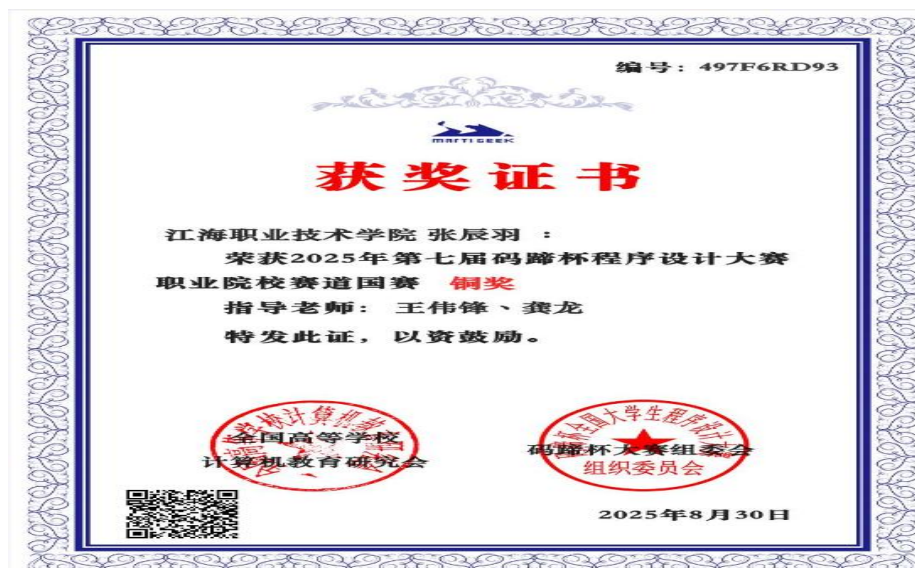 编号: 497F6RD93
MARTIGEEK
获奖证书
江海职业技术学院 张辰羽 :
荣获2025年第七届码蹄杯程序设计大赛
职业院校赛道国赛 铜奖
指导老师: 王伟锋、龚龙
特发此证, 以资鼓励。
全国高等学校
计算机教育研究会
码蹄杯大赛组委会
组织委员会
2025年8月30日